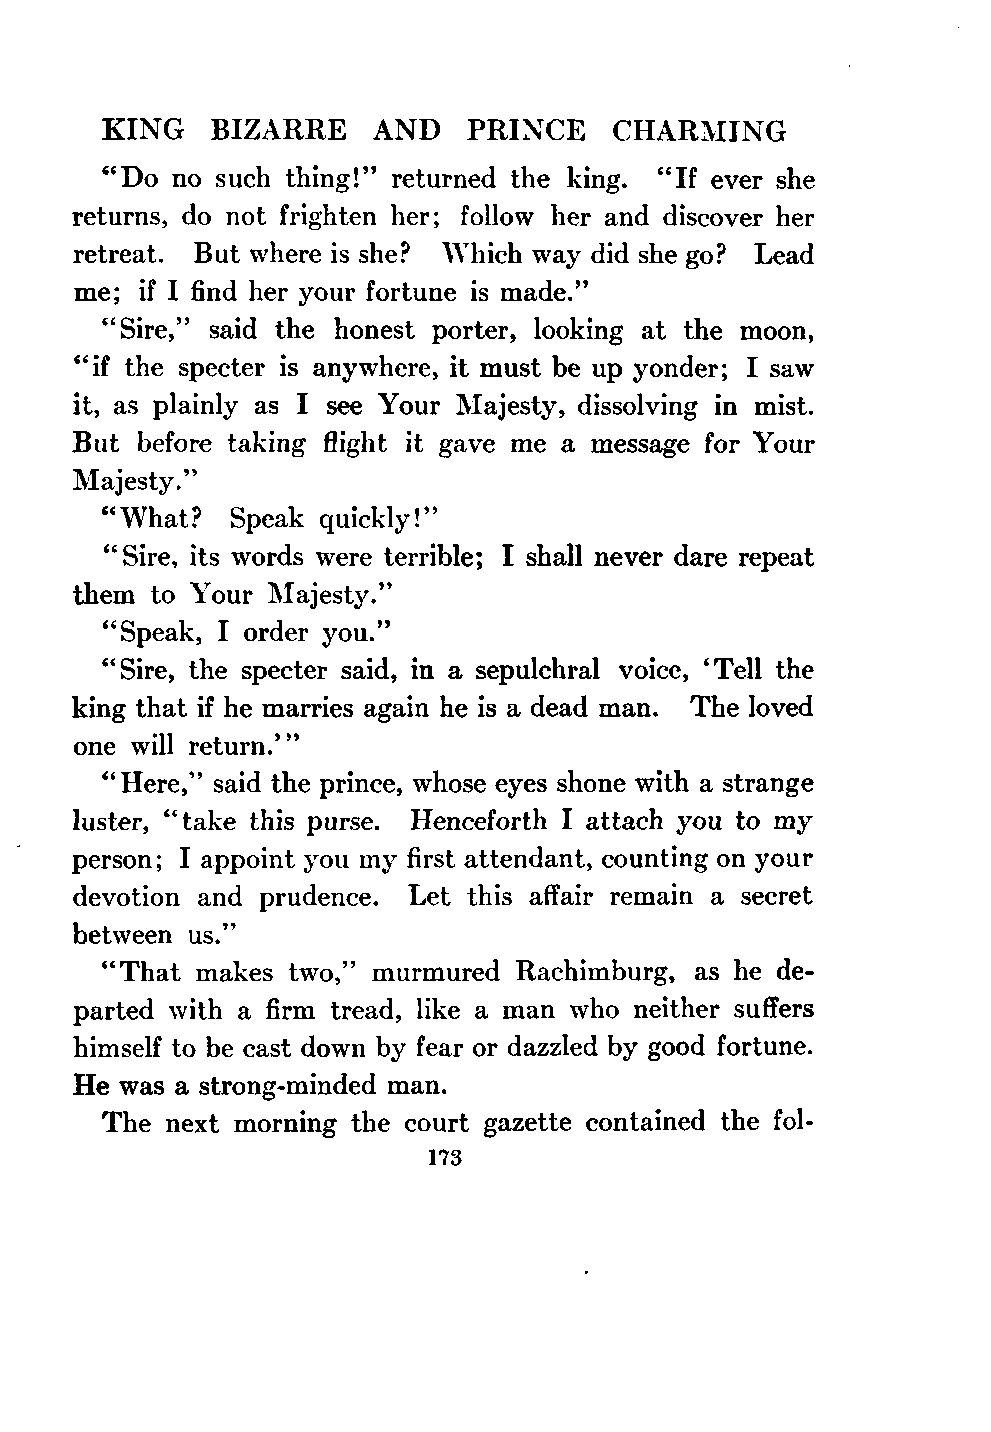 KING BIZARRE AND PRINCE CHARMING
“Do no such thing!” returned the king. “If ever she
returns, do not frighten her; follow her and discover her
retreat. But where is she? Which way did she go? Lead
me; if I find her your fortune is made.”
“Sire,” said the honest porter, looking at the moon,
“if the specter is anywhere, it must be up yonder; I saw
it, as plainly as I see Your Majesty, dissolving in mist.
But before taking flight it gave me a message for Your
Majesty.”
“What? Speak quickly!”
“Sire, its words were terrible; I shall never dare repeat
them to Your Majesty.”
“Speak, I order you.”
“Sire, the specter said, in a sepulchral voice, ‘Tell the
king that if he marries again he is a dead man. The loved
one will return.’”
“Here,” said the prince, whose eyes shone with a strange
luster, “take this purse. Henceforth I attach you to my
person; I appoint you my first attendant, counting on your
devotion and prudence. Let this affair remain a secret
between us.”
“That makes two,” murmured Rachimburg, as he de-
parted with a firm tread, like a man who neither suffers
himself to be cast down by fear or dazzled by good fortune.
He was a strong-minded man.
The next morning the court gazette contained the fol-
173